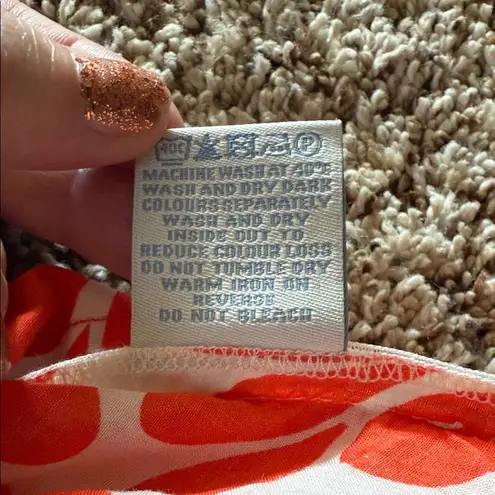 40C P
MACHINE WASH AT 40°C
WASH AND DRY DARK
COLOURS SEPARATELY
WASH AND DRY
INSIDE OUT TO
REDUCE COLOUR LOSS
DO NOT TUMBLE DRY
WARM IRON ON
REVERSE
DO NOT BLEACH